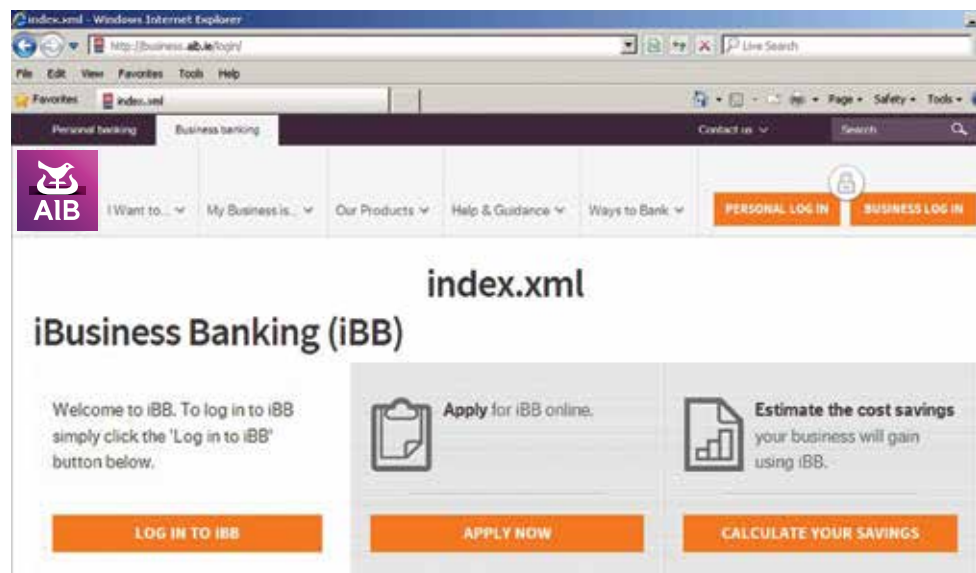 index.xml - Windows Internet Explorer
http://business.aib.ie/login/
Live Search
File Edit View Favorites Tools Help
Favorites index.xml
Page Safety Tools
Personal banking Business banking Contact us Search
AIB
I Want to... My Business is... Our Products Help & Guidance Ways to Bank PERSONAL LOG IN BUSINESS LOG IN
index.xml
iBusiness Banking (iBB)
Welcome to iBB. To log in to iBB
simply click the 'Log in to iBB'
button below.
LOG IN TO IBB
Apply for iBB online.
APPLY NOW
Estimate the cost savings
your business will gain
using iBB.
CALCULATE YOUR SAVINGS